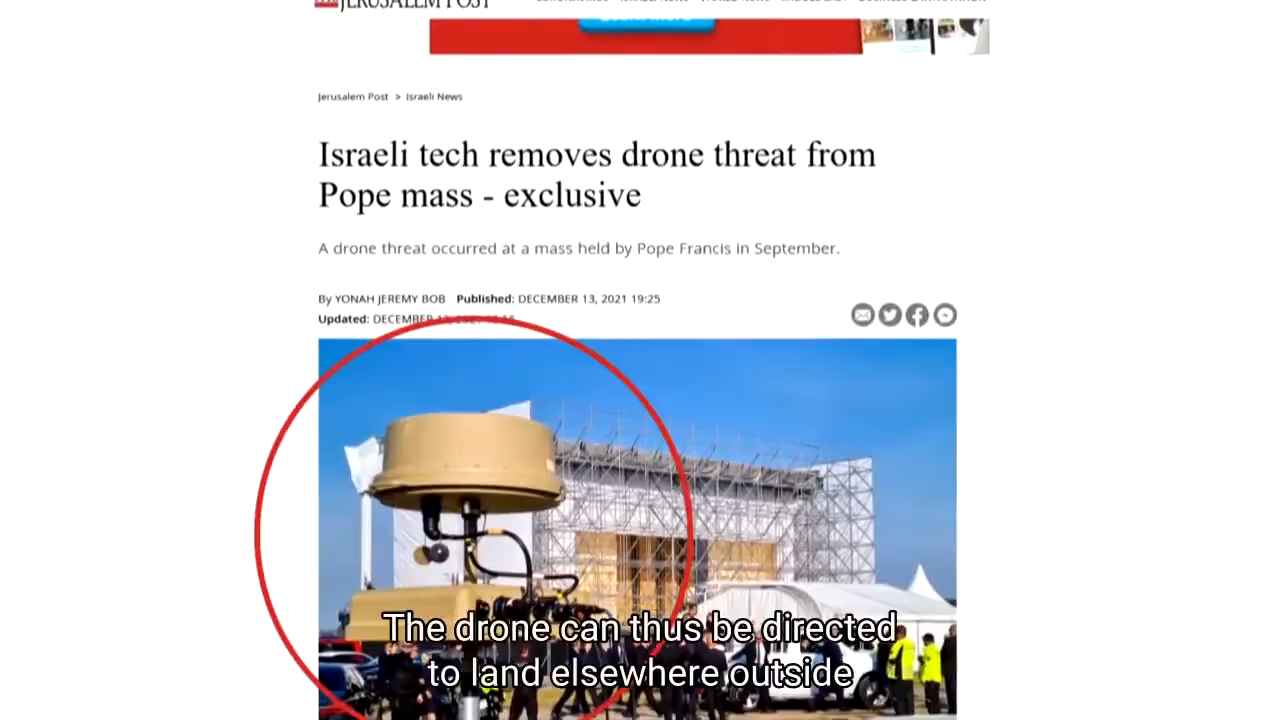 JERUSALEM POST
Jerusalem Post > Israeli News
Israeli tech removes drone threat from
Pope mass - exclusive
A drone threat occurred at a mass held by Pope Francis in September.
By YONAH JEREMY BOB Published: DECEMBER 13, 2021 19:25
Updated: DECEMBER
The drone can thus be directed
to land elsewhere outside